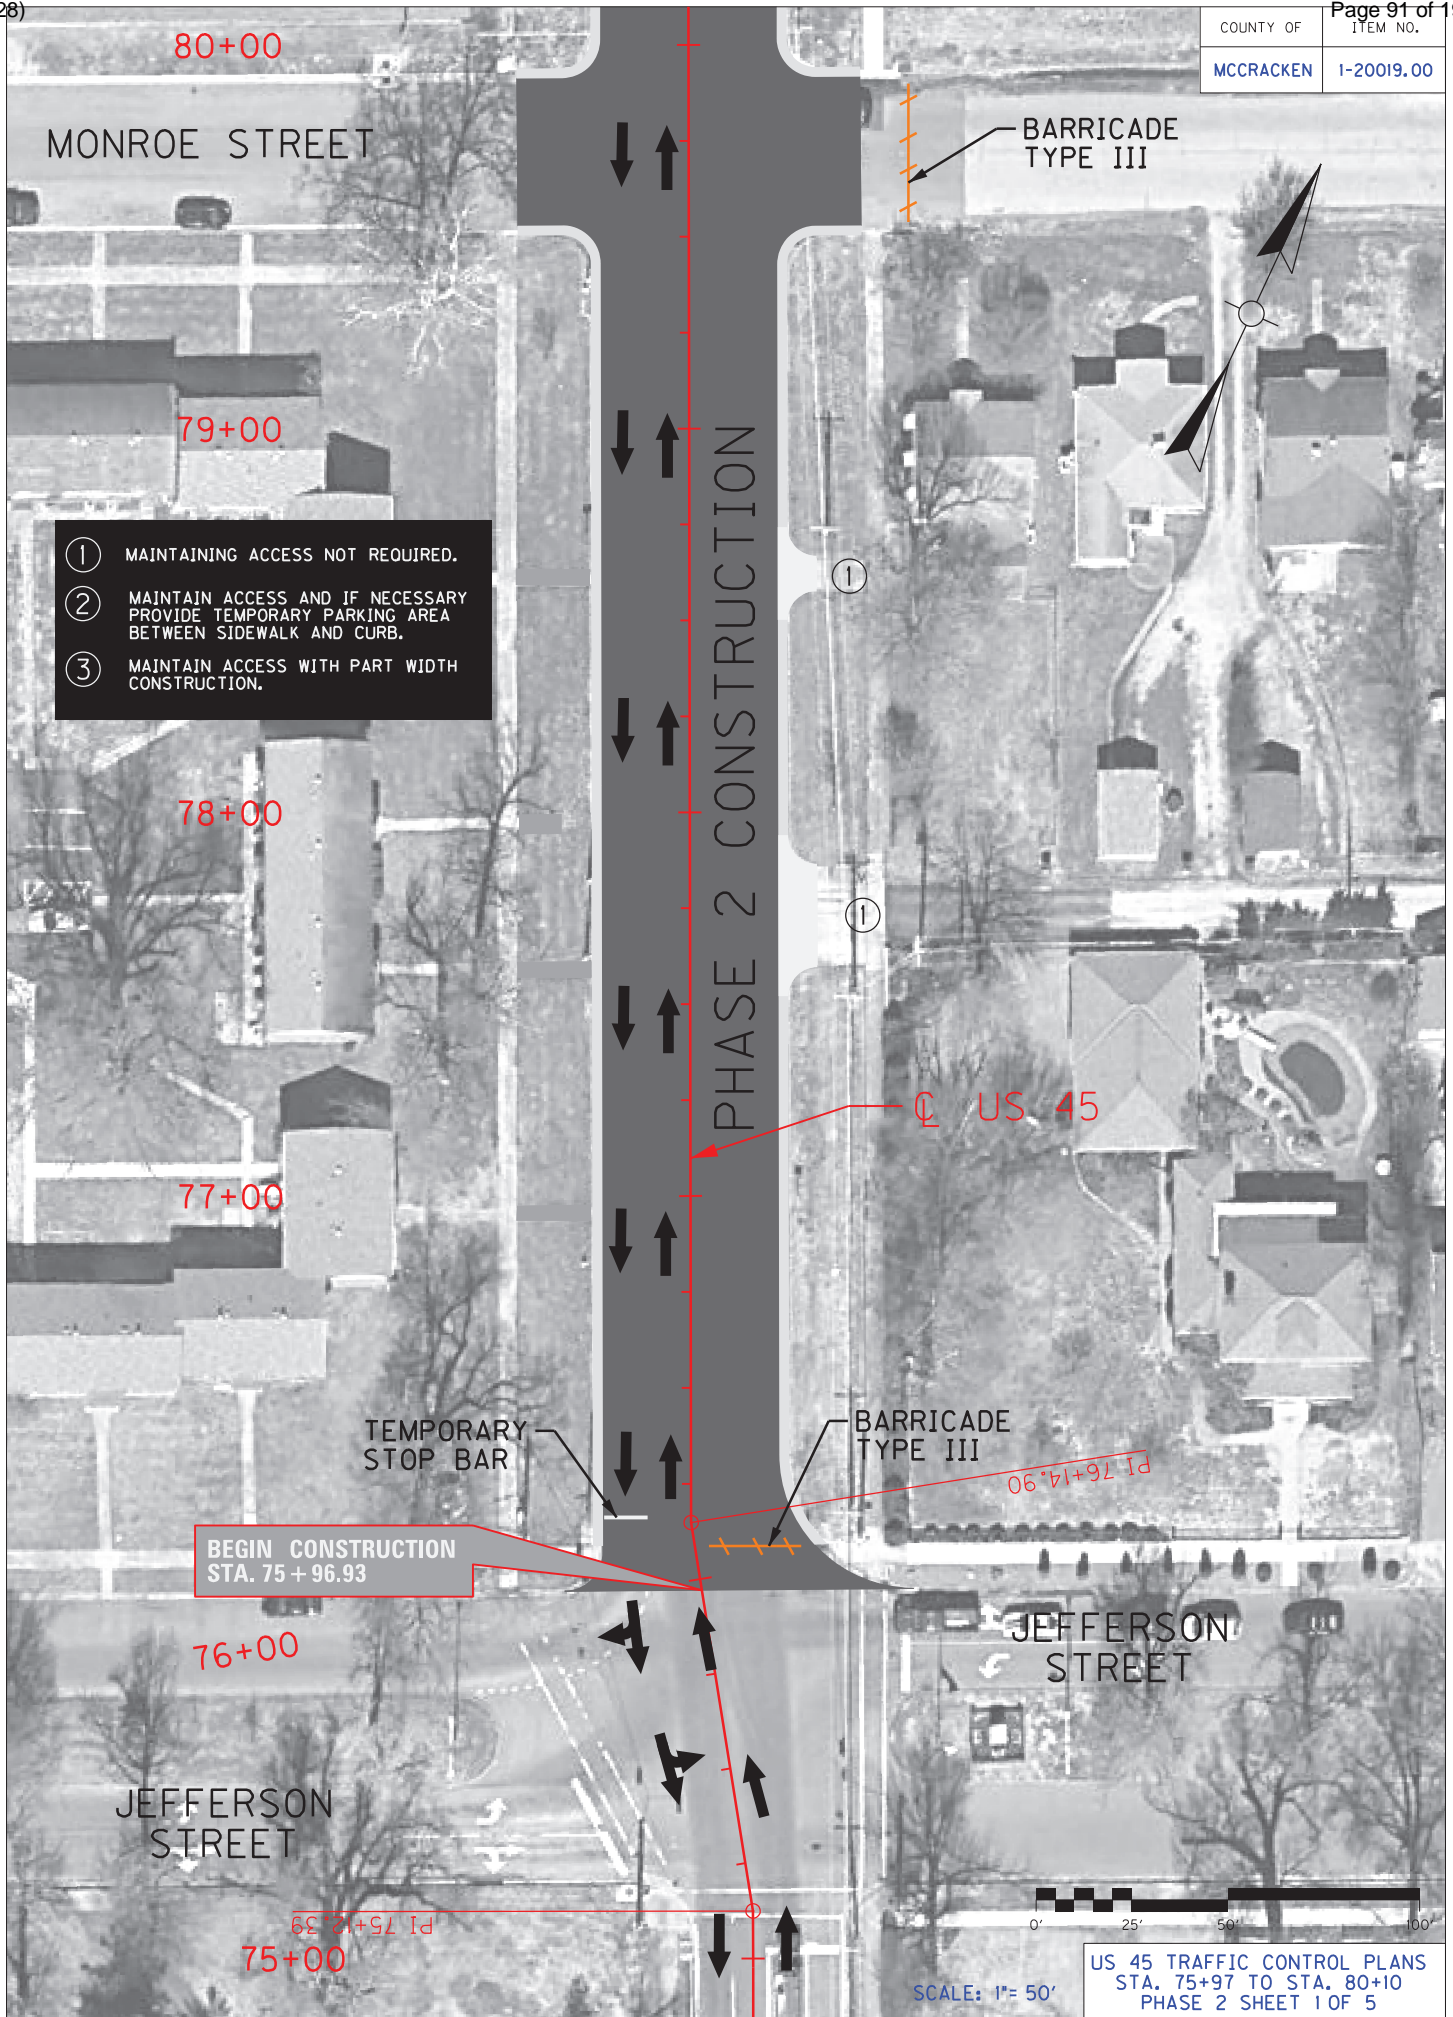 28)
Page 91 of 1
COUNTY OF
ITEM NO.
MCCRACKEN
1-20019.00
80+00
MONROE STREET
BARRICADE
TYPE III
79+00
① MAINTAINING ACCESS NOT REQUIRED.
② MAINTAIN ACCESS AND IF NECESSARY
PROVIDE TEMPORARY PARKING AREA
BETWEEN SIDEWALK AND CURB.
③ MAINTAIN ACCESS WITH PART WIDTH
CONSTRUCTION.
PHASE 2 CONSTRUCTION
1
78+00
1
℄ US 45
77+00
TEMPORARY
STOP BAR
BARRICADE
TYPE III
PI 76+14.90
BEGIN CONSTRUCTION
STA. 75+96.93
76+00
JEFFERSON
STREET
JEFFERSON
STREET
PI 75+12.39
75+00
0' 25' 50' 100'
SCALE: 1"= 50'
US 45 TRAFFIC CONTROL PLANS
STA. 75+97 TO STA. 80+10
PHASE 2 SHEET 1 OF 5